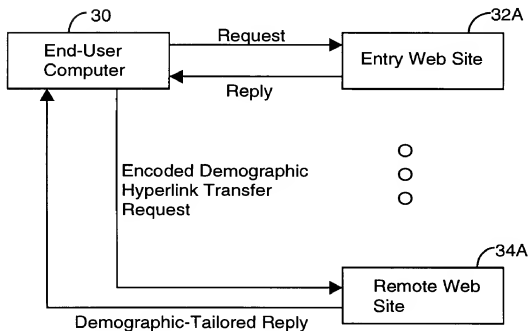 30
32A
End-User
Computer
Request
Entry Web Site
Reply
Encoded Demographic
Hyperlink Transfer
Request
34A
Remote Web
Site
Demographic-Tailored Reply